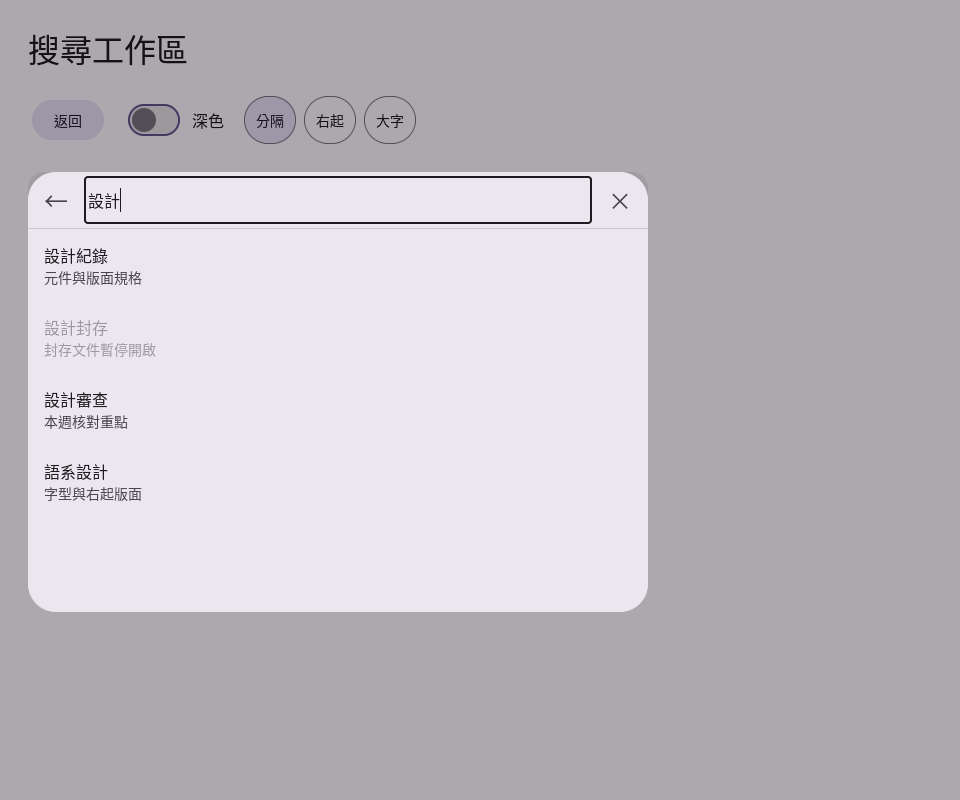 搜尋工作區
返回 深色 分隔 右起 大字
設計
設計紀錄
元件與版面規格
設計封存
封存文件暫停開啟
設計審查
本週核對重點
語系設計
字型與右起版面